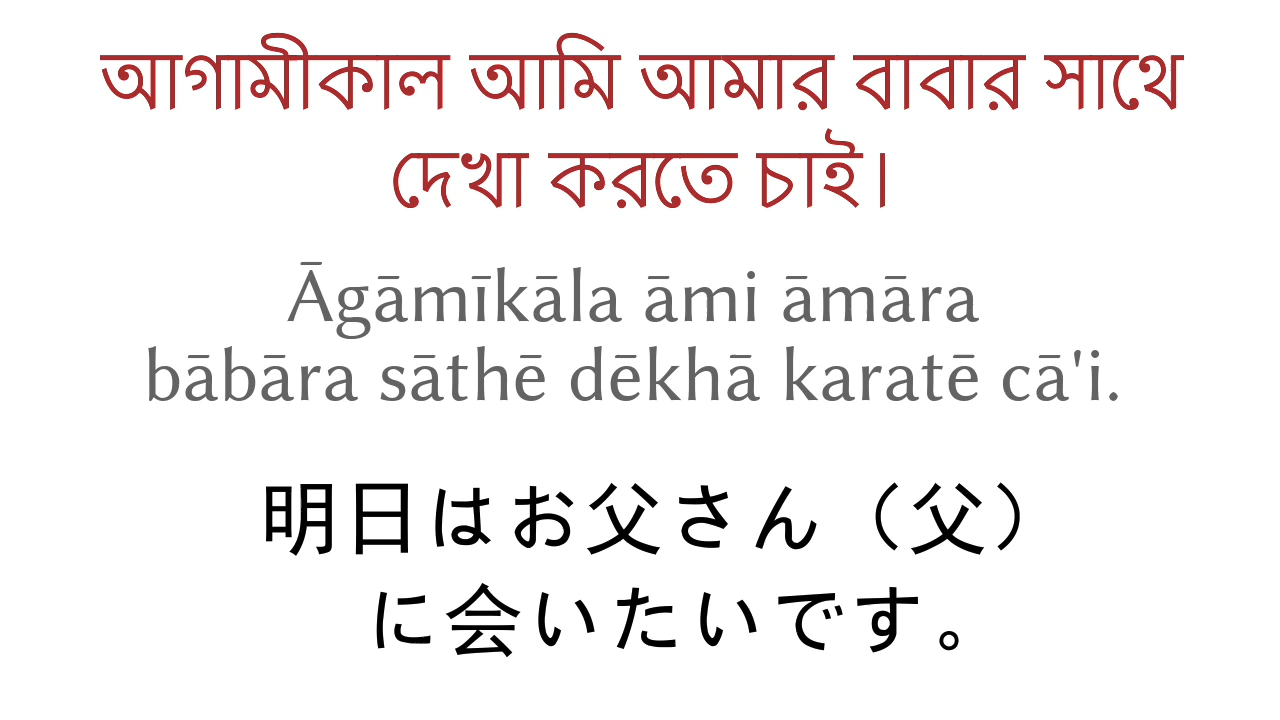 আগামীকাল আমি আমার বাবার সাথে
দেখা করতে চাই।
Āgāmīkāla āmi āmāra
bābāra sāthē dēkhā karatē cā'i.
明日はお父さん（父）
に会いたいです。